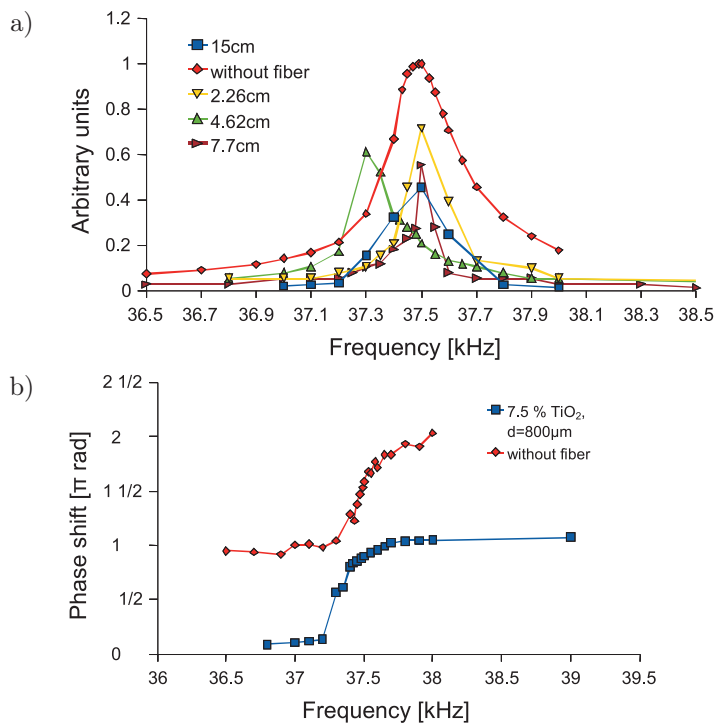 a)
1.2
1
0.8
0.6
0.4
0.2
0
Arbitrary units
15cm
without fiber
2.26cm
4.62cm
7.7cm
36.5 36.7 36.9 37.1 37.3 37.5 37.7 37.9 38.1 38.3 38.5
Frequency [kHz]
b)
2 1/2
2
1 1/2
1
1/2
0
Phase shift [π rad]
7.5 % TiO₂,
d=800µm
without fiber
36 36.5 37 37.5 38 38.5 39 39.5
Frequency [kHz]